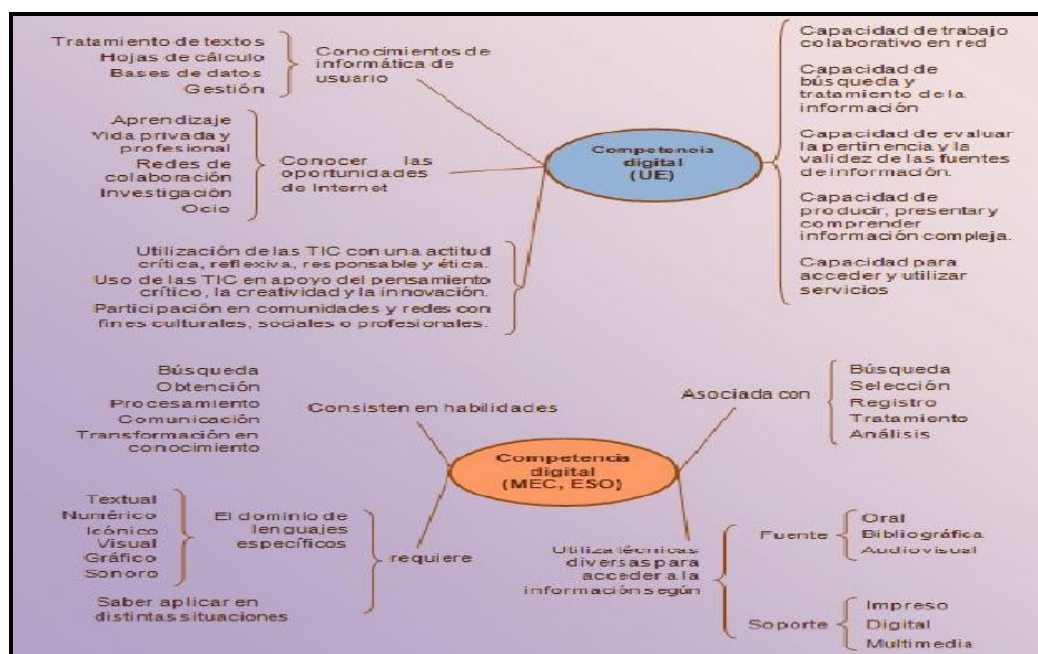 Tratamiento de textos
Hojas de cálculo
Bases de datos
Gestión
Conocimientos de
informática de
usuario
Aprendizaje
Vida privada y
profesional
Redes de
colaboración
Investigación
Ocio
Conocer las
oportunidades
de Internet
Utilización de las TIC con una actitud
crítica, reflexiva, responsable y ética.
Uso de las TIC en apoyo del pensamiento
crítico, la creatividad y la innovación.
Participación en comunidades y redes con
fines culturales, sociales o profesionales.
Competencia
digital
(UE)
Capacidad de trabajo
colaborativo en red
Capacidad de
búsqueda y
tratamiento de la
información
Capacidad de evaluar
la pertinencia y la
validez de las fuentes
de información.
Capacidad de
producir, presentar y
comprender
información compleja.
Capacidad para
acceder y utilizar
servicios
Búsqueda
Obtención
Procesamiento
Comunicación
Transformación en
conocimiento
Consisten en habilidades
Competencia
digital
(MEC, ESO)
Asociada con
Búsqueda
Selección
Registro
Tratamiento
Análisis
Textual
Numérico
Icónico
Visual
Gráfico
Sonoro
El dominio de
lenguajes
específicos
Saber aplicar en
distintas situaciones
requiere
Utiliza técnicas
diversas para
acceder a la
información según
Fuente
Oral
Bibliográfica
Audiovisual
Soporte
Impreso
Digital
Multimedia